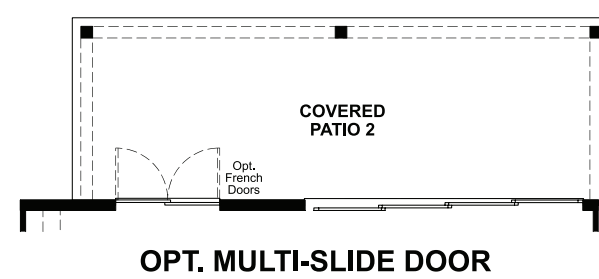 COVERED
PATIO 2
Opt.
French
Doors
OPT. MULTI-SLIDE DOOR